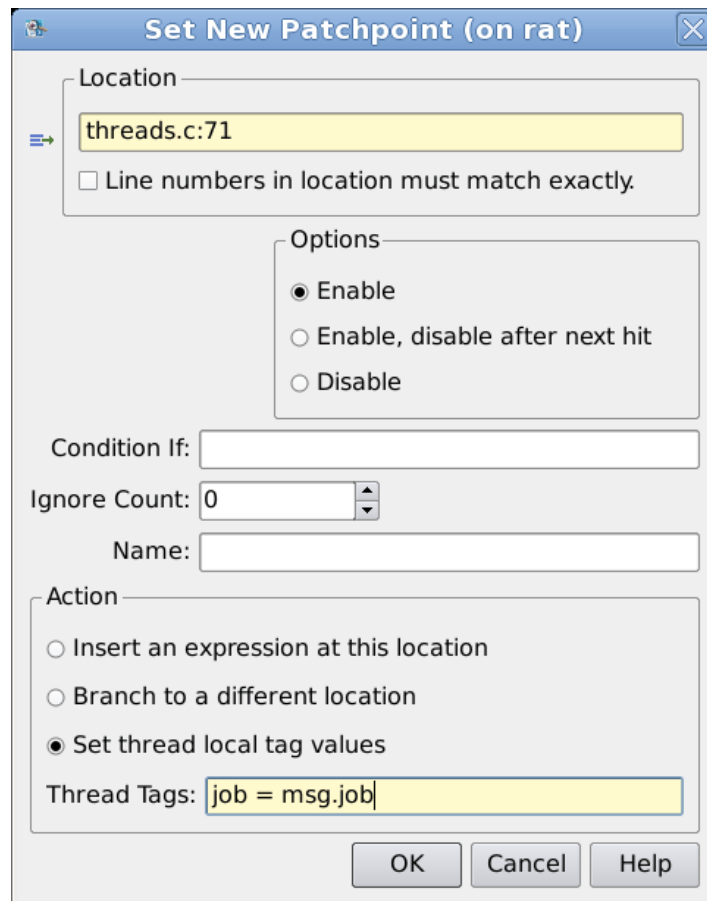 Set New Patchpoint (on rat)
Location
threads.c:71
Line numbers in location must match exactly.
Options
Enable
Enable, disable after next hit
Disable
Condition If:
Ignore Count: 0
Name:
Action
Insert an expression at this location
Branch to a different location
Set thread local tag values
Thread Tags: job = msg.job
OK Cancel Help